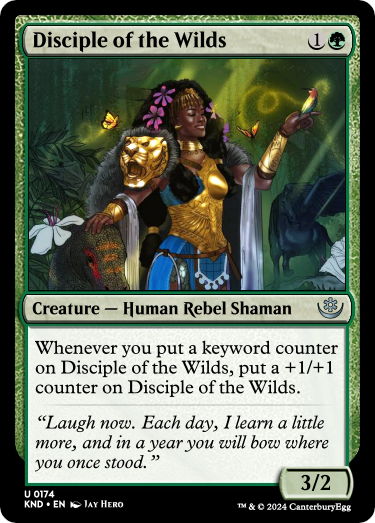 Disciple of the Wilds 1
Creature — Human Rebel Shaman
Whenever you put a keyword counter
on Disciple of the Wilds, put a +1/+1
counter on Disciple of the Wilds.
“Laugh now. Each day, I learn a little
more, and in a year you will bow where
you once stood.”
3/2
U 0174
KND • EN Jay Hero
™ & © 2024 CanterburyEgg